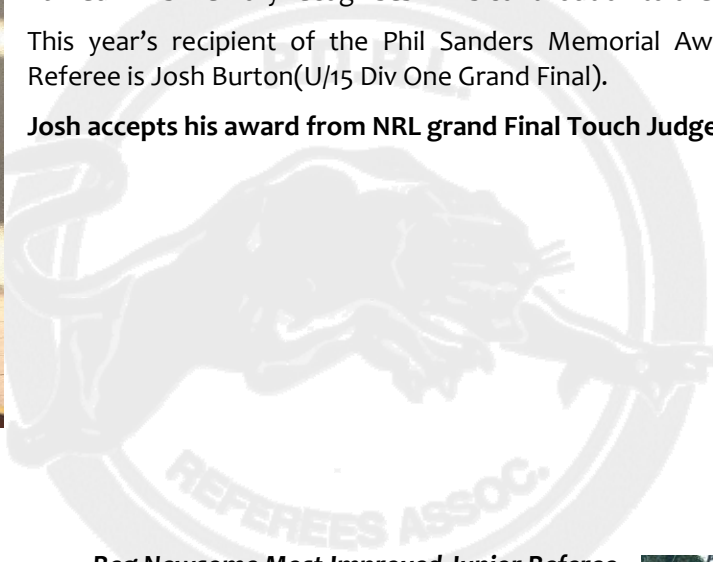 This year's recipient of the Phil Sanders Memorial Aw
Referee is Josh Burton(U/15 Div One Grand Final).
Josh accepts his award from NRL grand Final Touch Judge
REFEREES ASSOC.
Reg Newsome Most Improved Junior Referee